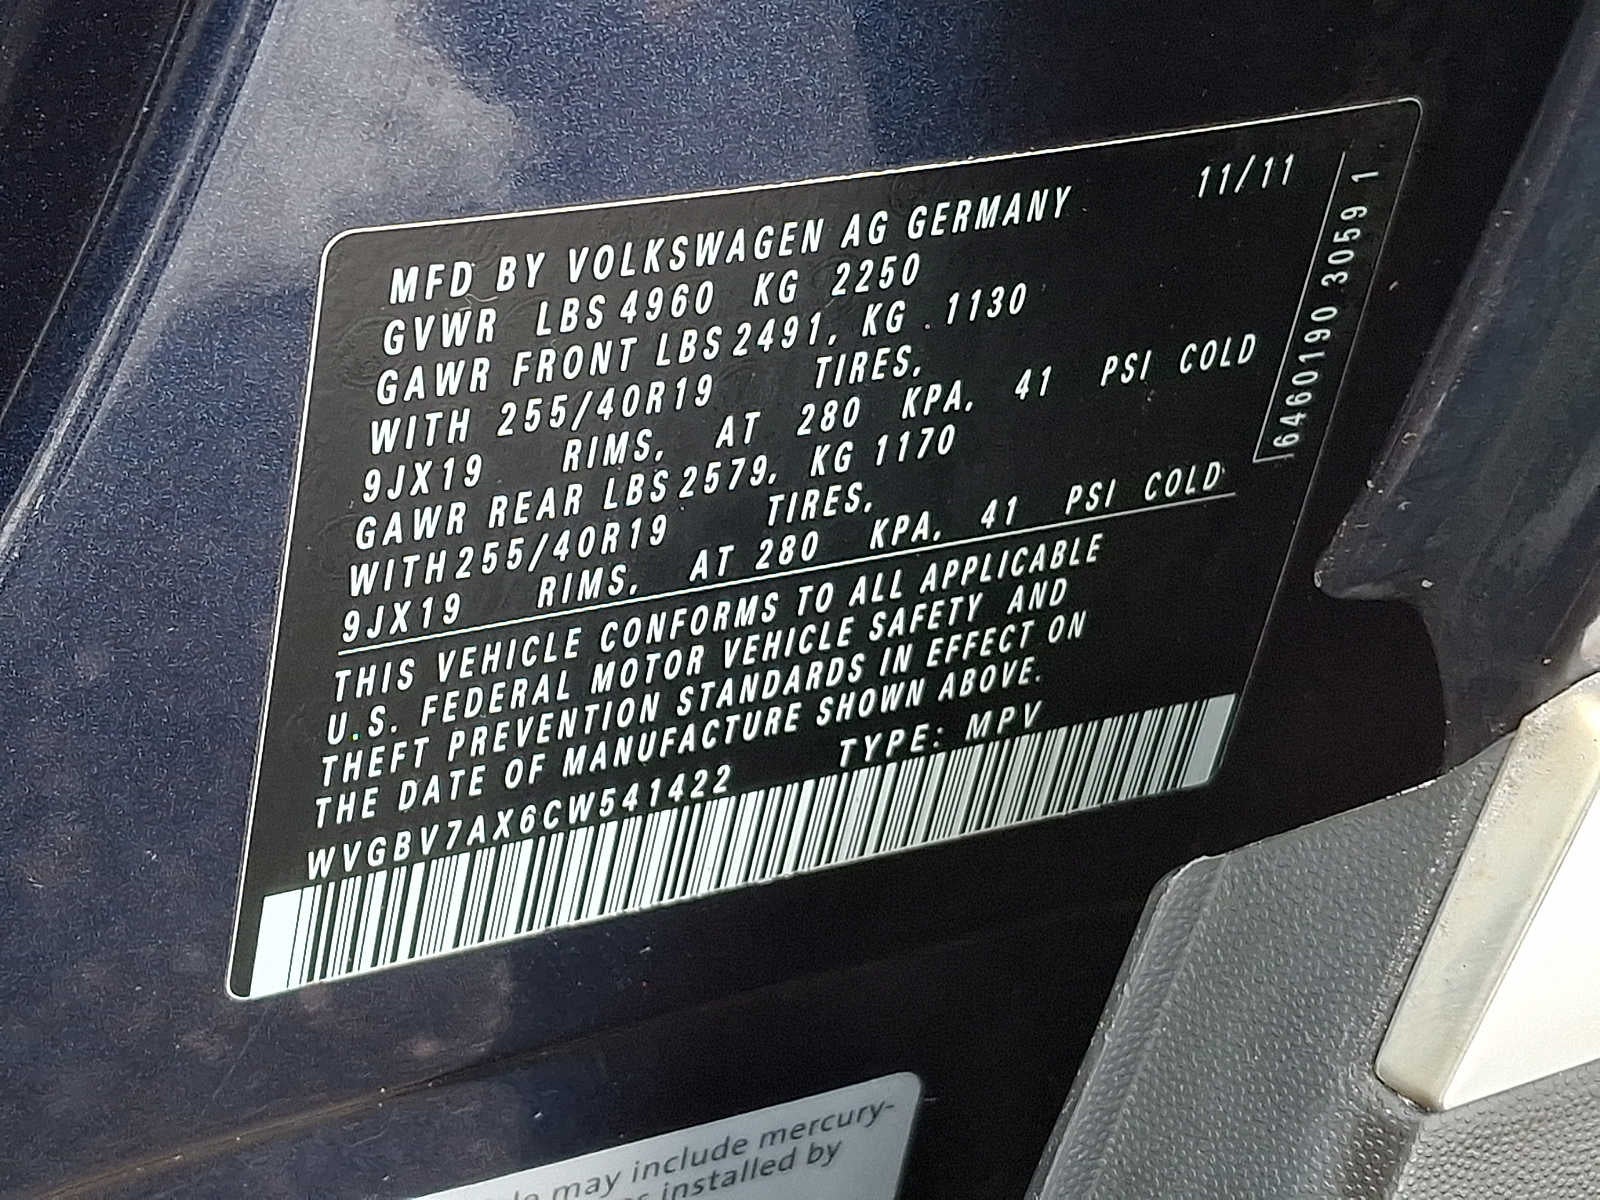 MFD BY VOLKSWAGEN AG GERMANY 11/11
GVWR LBS 4960 KG 2250
GAWR FRONT LBS 2491, KG 1130
WITH 255/40R19 TIRES,
9JX19 RIMS, AT 280 KPA, 41 PSI COLD
GAWR REAR LBS 2579, KG 1170
WITH 255/40R19 TIRES,
9JX19 RIMS, AT 280 KPA, 41 PSI COLD
THIS VEHICLE CONFORMS TO ALL APPLICABLE
U.S. FEDERAL MOTOR VEHICLE SAFETY AND
THEFT PREVENTION STANDARDS IN EFFECT ON
THE DATE OF MANUFACTURE SHOWN ABOVE.
WVGBV7AX6CW541422 TYPE: MPV
6460190 3059 1
may include mercury-
installed by